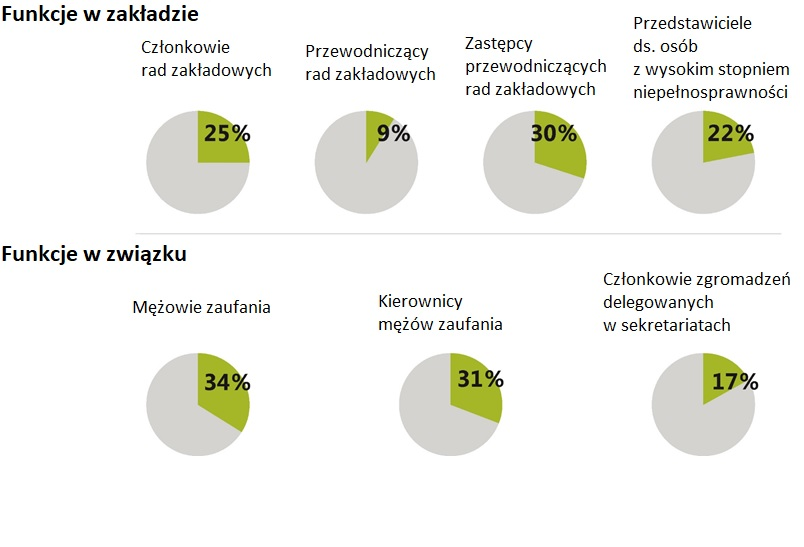 Funkcje w zakładzie
Członkowie
rad zakładowych
Przewodniczący
rad zakładowych
Zastępcy
przewodniczących
rad zakładowych
Przedstawiciele
ds. osób
z wysokim stopniem
niepełnosprawności
25%
9%
30%
22%
Funkcje w związku
Mężowie zaufania
Kierownicy
mężów zaufania
Członkowie zgromadzeń
delegowanych
w sekretariatach
34%
31%
17%